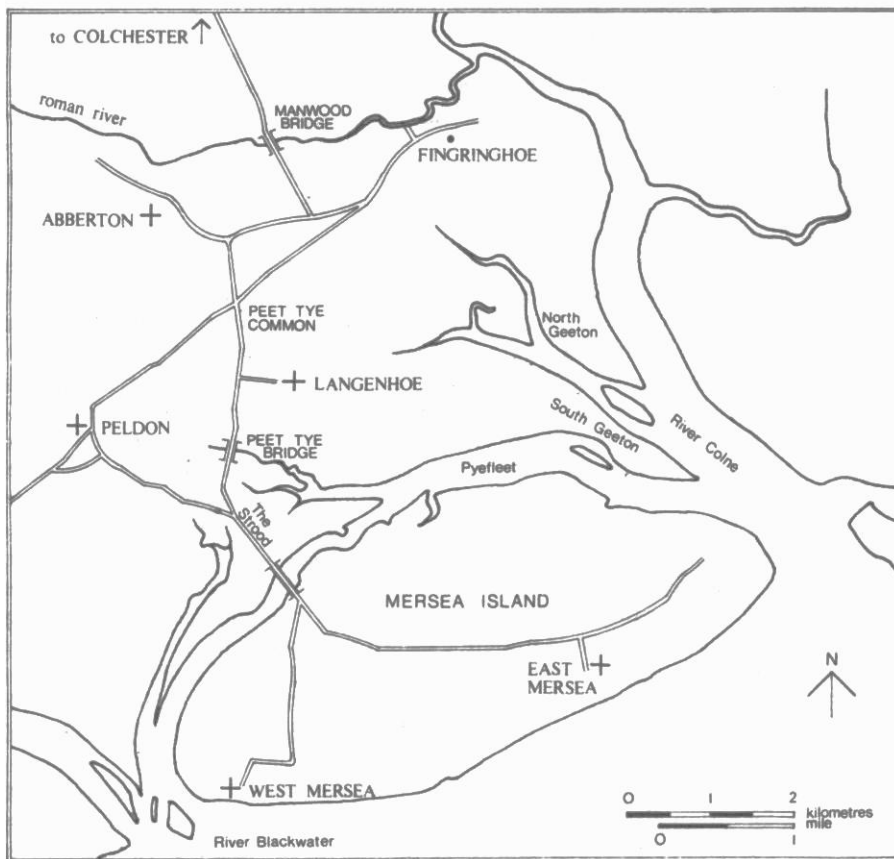 to COLCHESTER
roman river
MANWOOD
BRIDGE
FINGRINGHOE
ABBERTON
PEET TYE
COMMON
North
Geeton
LANGENHOE
South Geeton
River Colne
PELDON
PEET TYE
BRIDGE
Pyefleet
The
Strood
MERSEA ISLAND
EAST
MERSEA
N
WEST MERSEA
0 1 2
kilometres
mile
0 1
River Blackwater